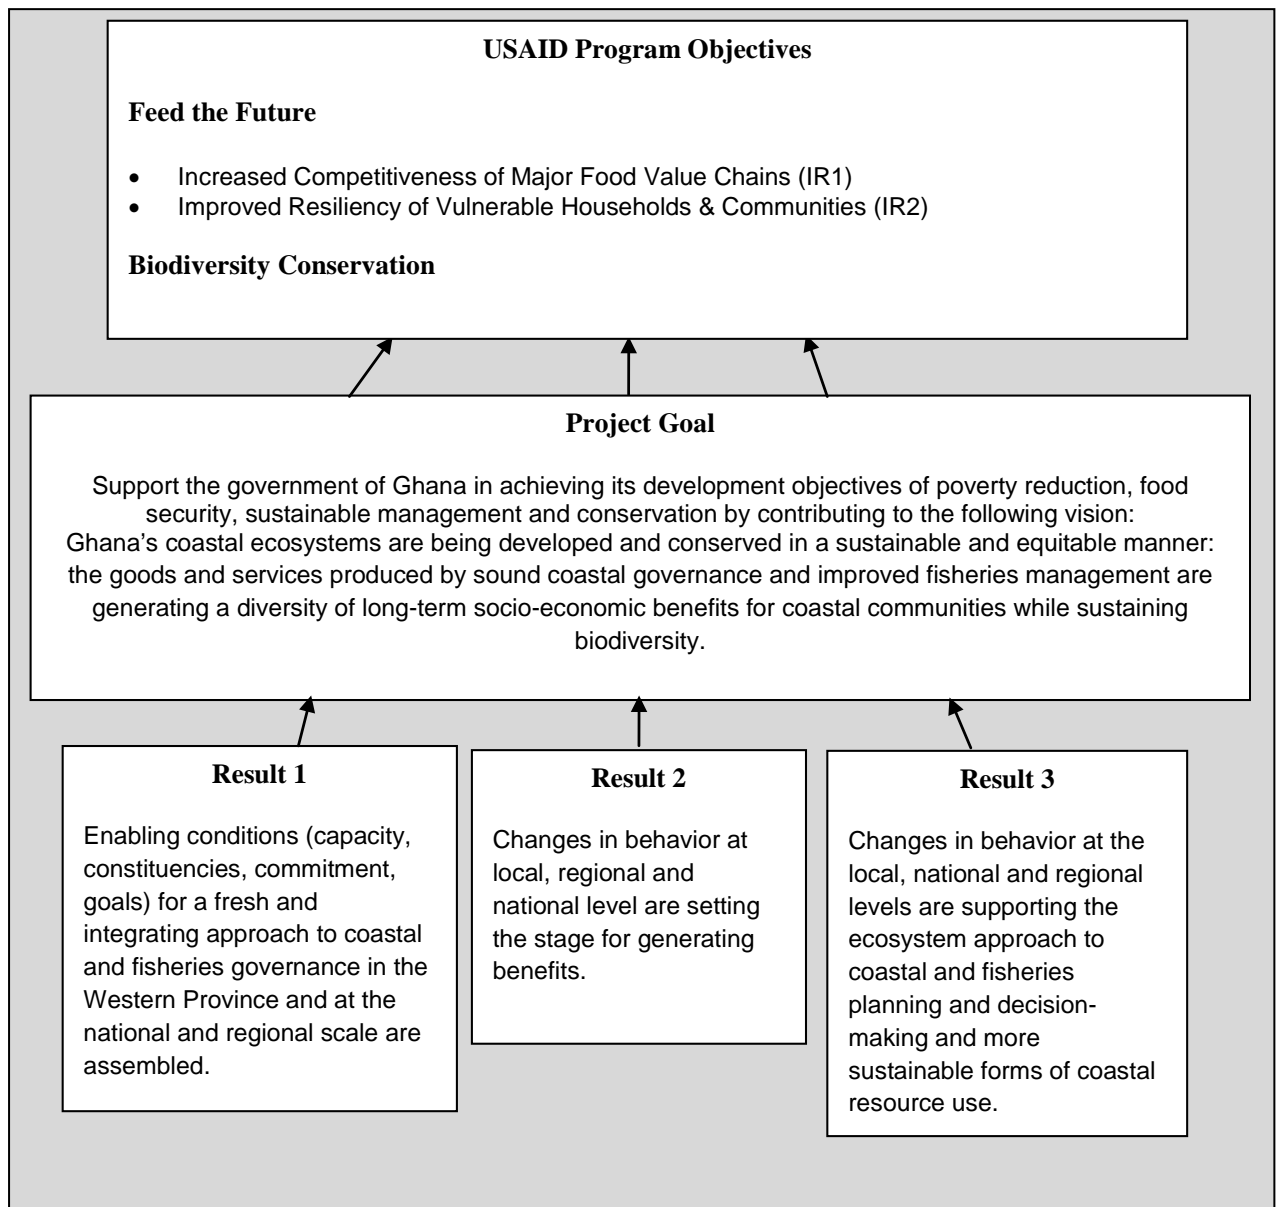 USAID Program Objectives
Feed the Future
• Increased Competitiveness of Major Food Value Chains (IR1)
• Improved Resiliency of Vulnerable Households & Communities (IR2)
Biodiversity Conservation
Project Goal
Support the government of Ghana in achieving its development objectives of poverty reduction, food
security, sustainable management and conservation by contributing to the following vision:
Ghana’s coastal ecosystems are being developed and conserved in a sustainable and equitable manner:
the goods and services produced by sound coastal governance and improved fisheries management are
generating a diversity of long-term socio-economic benefits for coastal communities while sustaining
biodiversity.
Result 1
Enabling conditions (capacity,
constituencies, commitment,
goals) for a fresh and
integrating approach to coastal
and fisheries governance in the
Western Province and at the
national and regional scale are
assembled.
Result 2
Changes in behavior at
local, regional and
national level are setting
the stage for generating
benefits.
Result 3
Changes in behavior at the
local, national and regional
levels are supporting the
ecosystem approach to
coastal and fisheries
planning and decision-
making and more
sustainable forms of coastal
resource use.